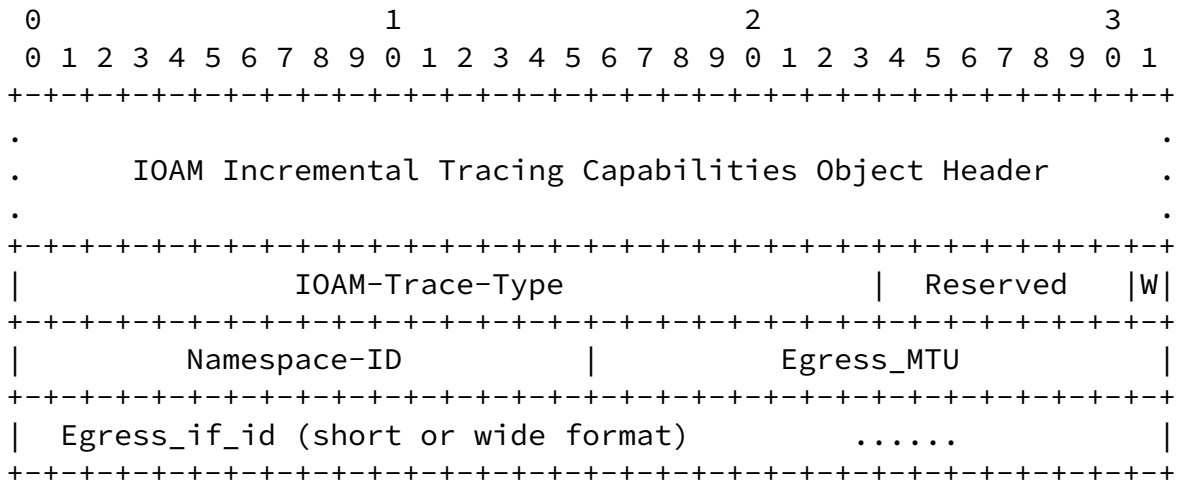 0                   1                   2                   3
 0 1 2 3 4 5 6 7 8 9 0 1 2 3 4 5 6 7 8 9 0 1 2 3 4 5 6 7 8 9 0 1
+-+-+-+-+-+-+-+-+-+-+-+-+-+-+-+-+-+-+-+-+-+-+-+-+-+-+-+-+-+-+-+-+
.                                                               .
.      IOAM Incremental Tracing Capabilities Object Header      .
.                                                               .
+-+-+-+-+-+-+-+-+-+-+-+-+-+-+-+-+-+-+-+-+-+-+-+-+-+-+-+-+-+-+-+-+
|               IOAM-Trace-Type                 |  Reserved   |W|
+-+-+-+-+-+-+-+-+-+-+-+-+-+-+-+-+-+-+-+-+-+-+-+-+-+-+-+-+-+-+-+-+
|         Namespace-ID          |          Egress_MTU           |
+-+-+-+-+-+-+-+-+-+-+-+-+-+-+-+-+-+-+-+-+-+-+-+-+-+-+-+-+-+-+-+-+
|  Egress_if_id (short or wide format)         ......           |
+-+-+-+-+-+-+-+-+-+-+-+-+-+-+-+-+-+-+-+-+-+-+-+-+-+-+-+-+-+-+-+-+